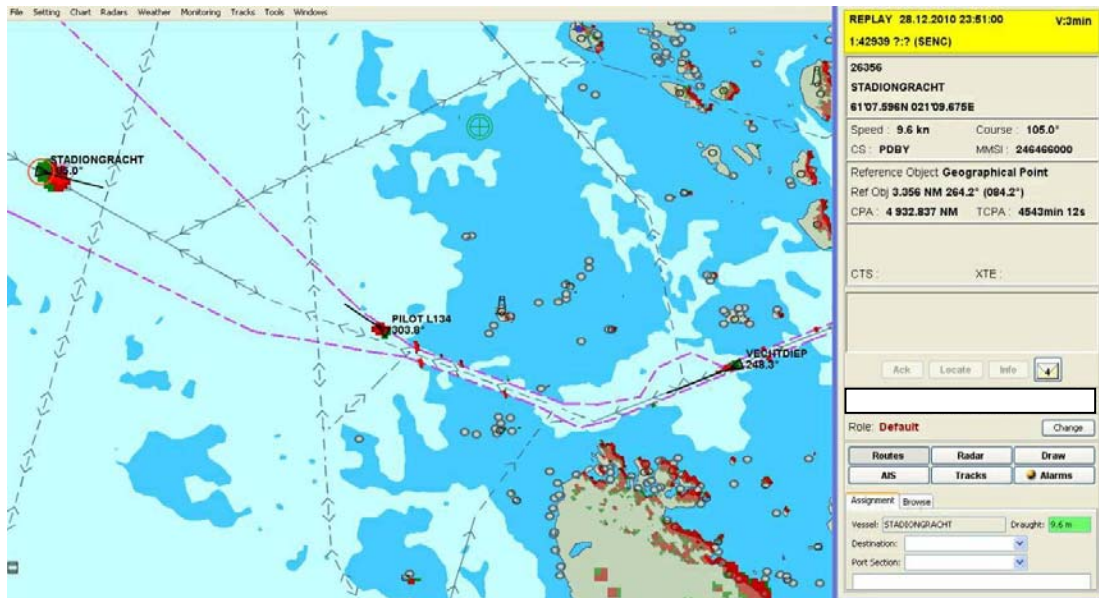 File Setting Chart Radars Weather Monitoring Tracks Tools Windows
STADIONGRACHT
PILOT L134
303.8°
VECHTDIEP
248.3°
REPLAY 28.12.2010 23:51:00 V:3min
1:42939 ?:? (SENC)
26356
STADIONGRACHT
61°07.596N 021°09.675E
Speed : 9.6 kn Course : 105.0°
CS : PDBY MMSI : 246466000
Reference Object Geographical Point
Ref Obj 3.356 NM 264.2° (084.2°)
CPA : 4 932.837 NM TCPA : 4543min 12s
CTS : XTE :
Ack Locate Info 4
Role: Default Change
Routes Radar Draw
AIS Tracks Alarms
Assignment Browse
Vessel: STADIONGRACHT Draught: 9.6 m
Destination:
Port Section: